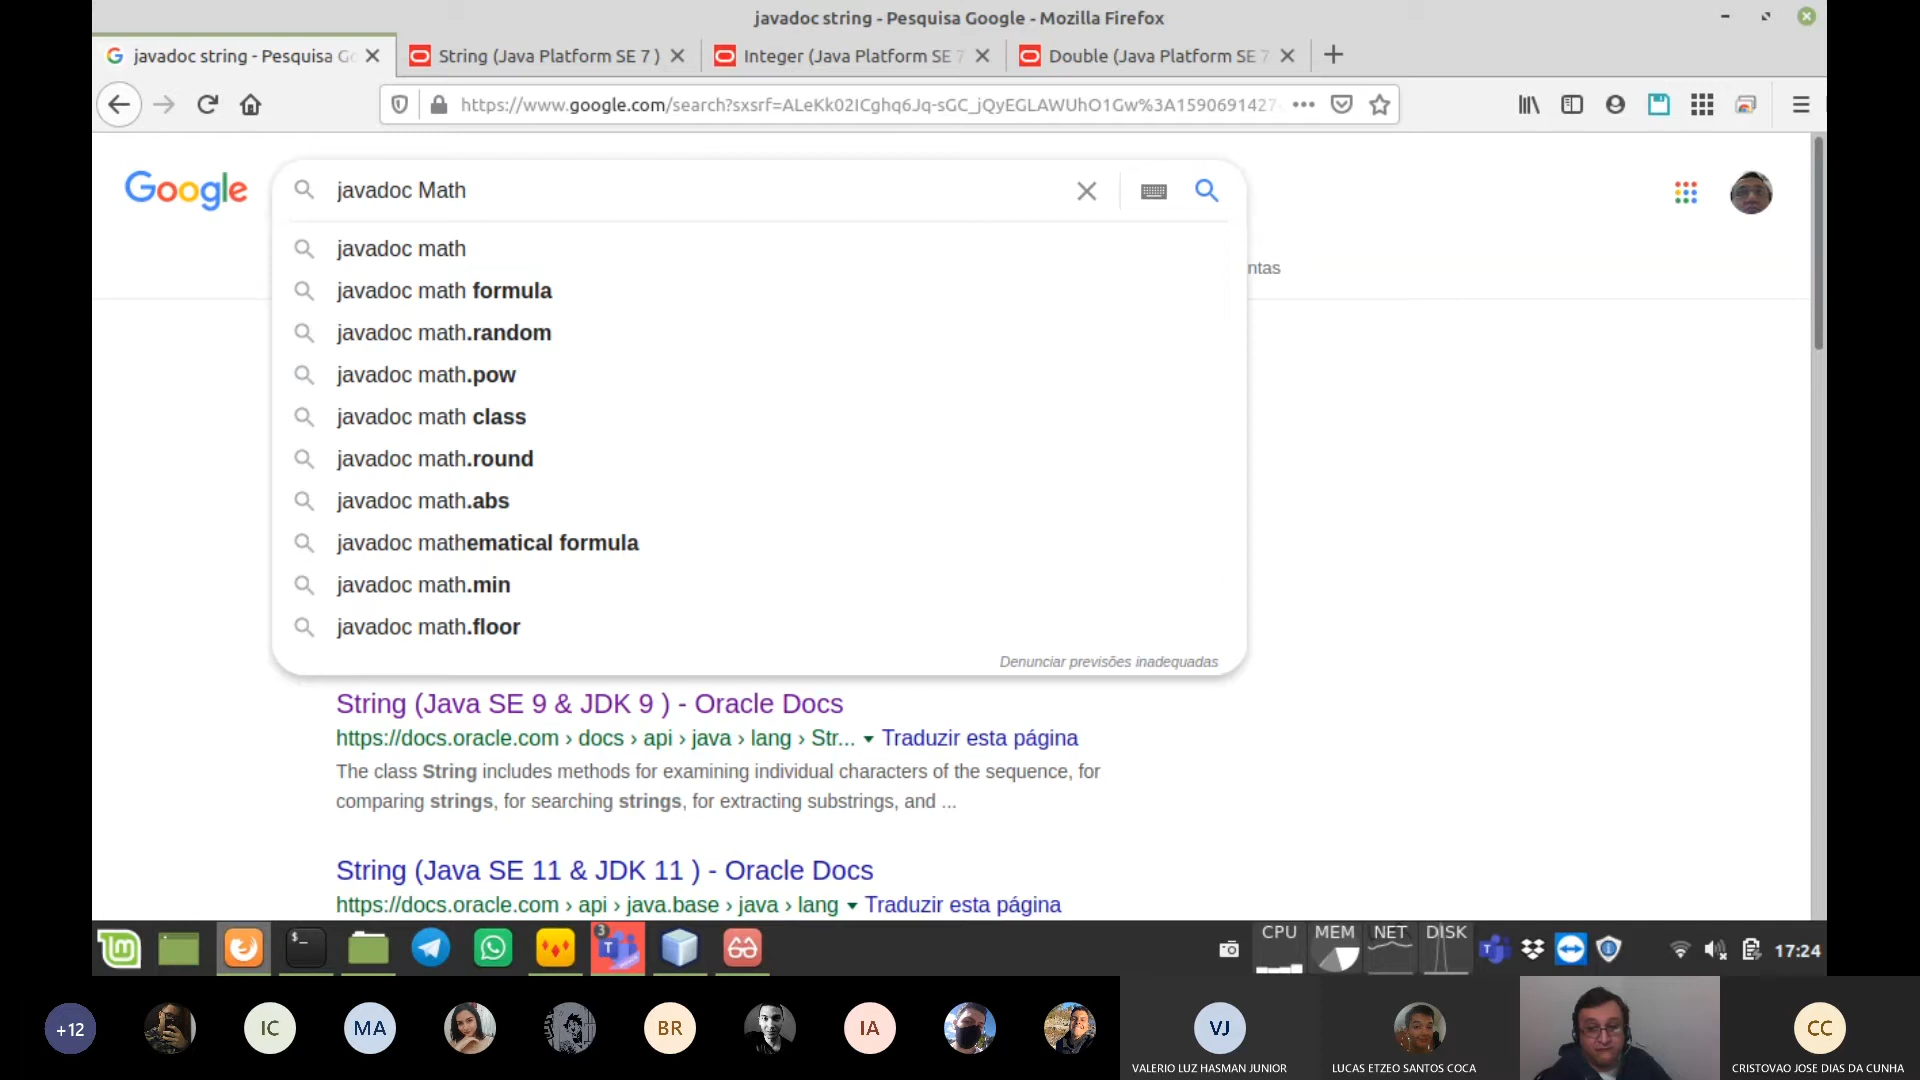 javadoc string - Pesquisa Google - Mozilla Firefox
javadoc string - Pesquisa Go
String (Java Platform SE 7 )
Integer (Java Platform SE 7
Double (Java Platform SE 7
https://www.google.com/search?sxsrf=ALeKk02ICghq6Jq-sGC_jQyEGLAWUhO1Gw%3A1590691427
Google
javadoc Math
javadoc math
ntas
javadoc math formula
javadoc math.random
javadoc math.pow
javadoc math class
javadoc math.round
javadoc math.abs
javadoc mathematical formula
javadoc math.min
javadoc math.floor
Denunciar previsões inadequadas
String (Java SE 9 & JDK 9 ) - Oracle Docs
https://docs.oracle.com › docs › api › java › lang › Str... Traduzir esta página
The class String includes methods for examining individual characters of the sequence, for
comparing strings, for searching strings, for extracting substrings, and ...
String (Java SE 11 & JDK 11 ) - Oracle Docs
https://docs.oracle.com › api › java.base › java › lang Traduzir esta página
3
CPU MEM NET DISK
17:24
+12 IC MA BR IA VJ CC
VALERIO LUZ HASMAN JUNIOR
LUCAS ETZEO SANTOS COCA
CRISTOVAO JOSE DIAS DA CUNHA